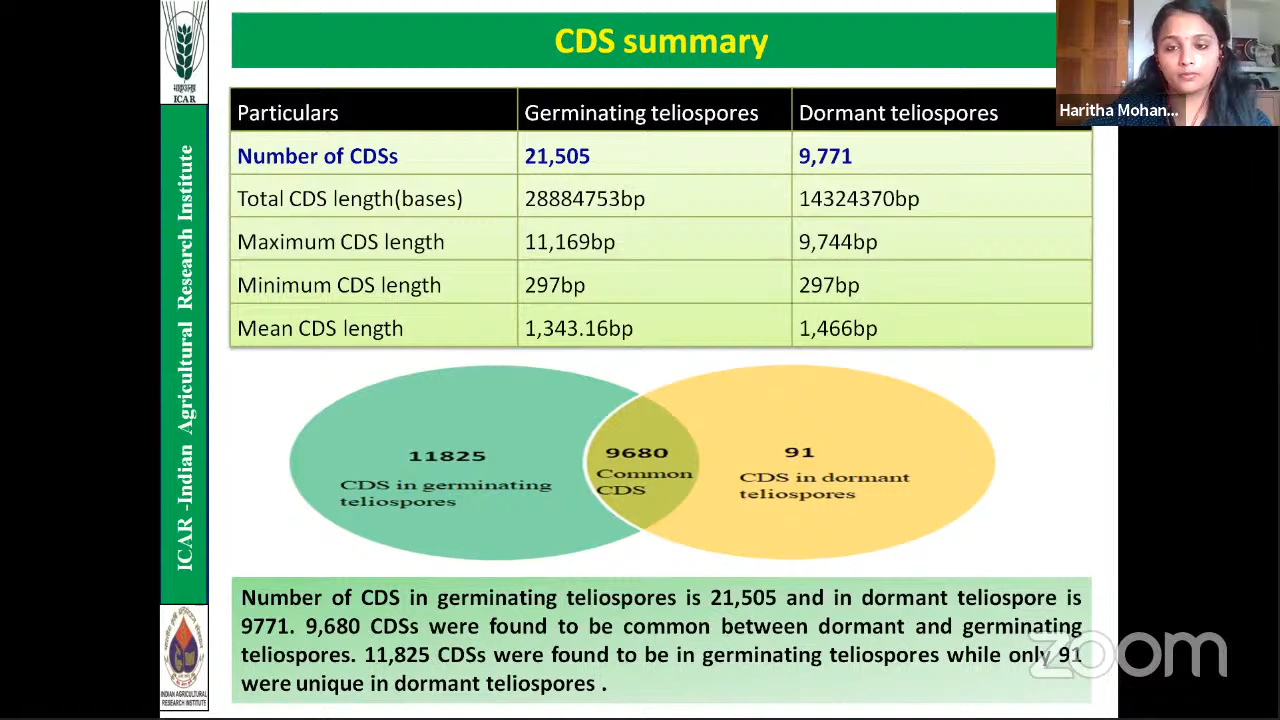 CDS summary
ICAR
Haritha Mohan...
Particulars Germinating teliospores Dormant teliospores
Number of CDSs 21,505 9,771
Total CDS length(bases) 28884753bp 14324370bp
Maximum CDS length 11,169bp 9,744bp
Minimum CDS length 297bp 297bp
Mean CDS length 1,343.16bp 1,466bp
ICAR -Indian Agricultural Research Institute
11825
CDS in germinating
teliospores
9680
Common
CDS
91
CDS in dormant
teliospores
Number of CDS in germinating teliospores is 21,505 and in dormant teliospore is
9771. 9,680 CDSs were found to be common between dormant and germinating
teliospores. 11,825 CDSs were found to be in germinating teliospores while only 91
were unique in dormant teliospores .
zoom
INDIAN AGRICULTURAL
RESEARCH INSTITUTE